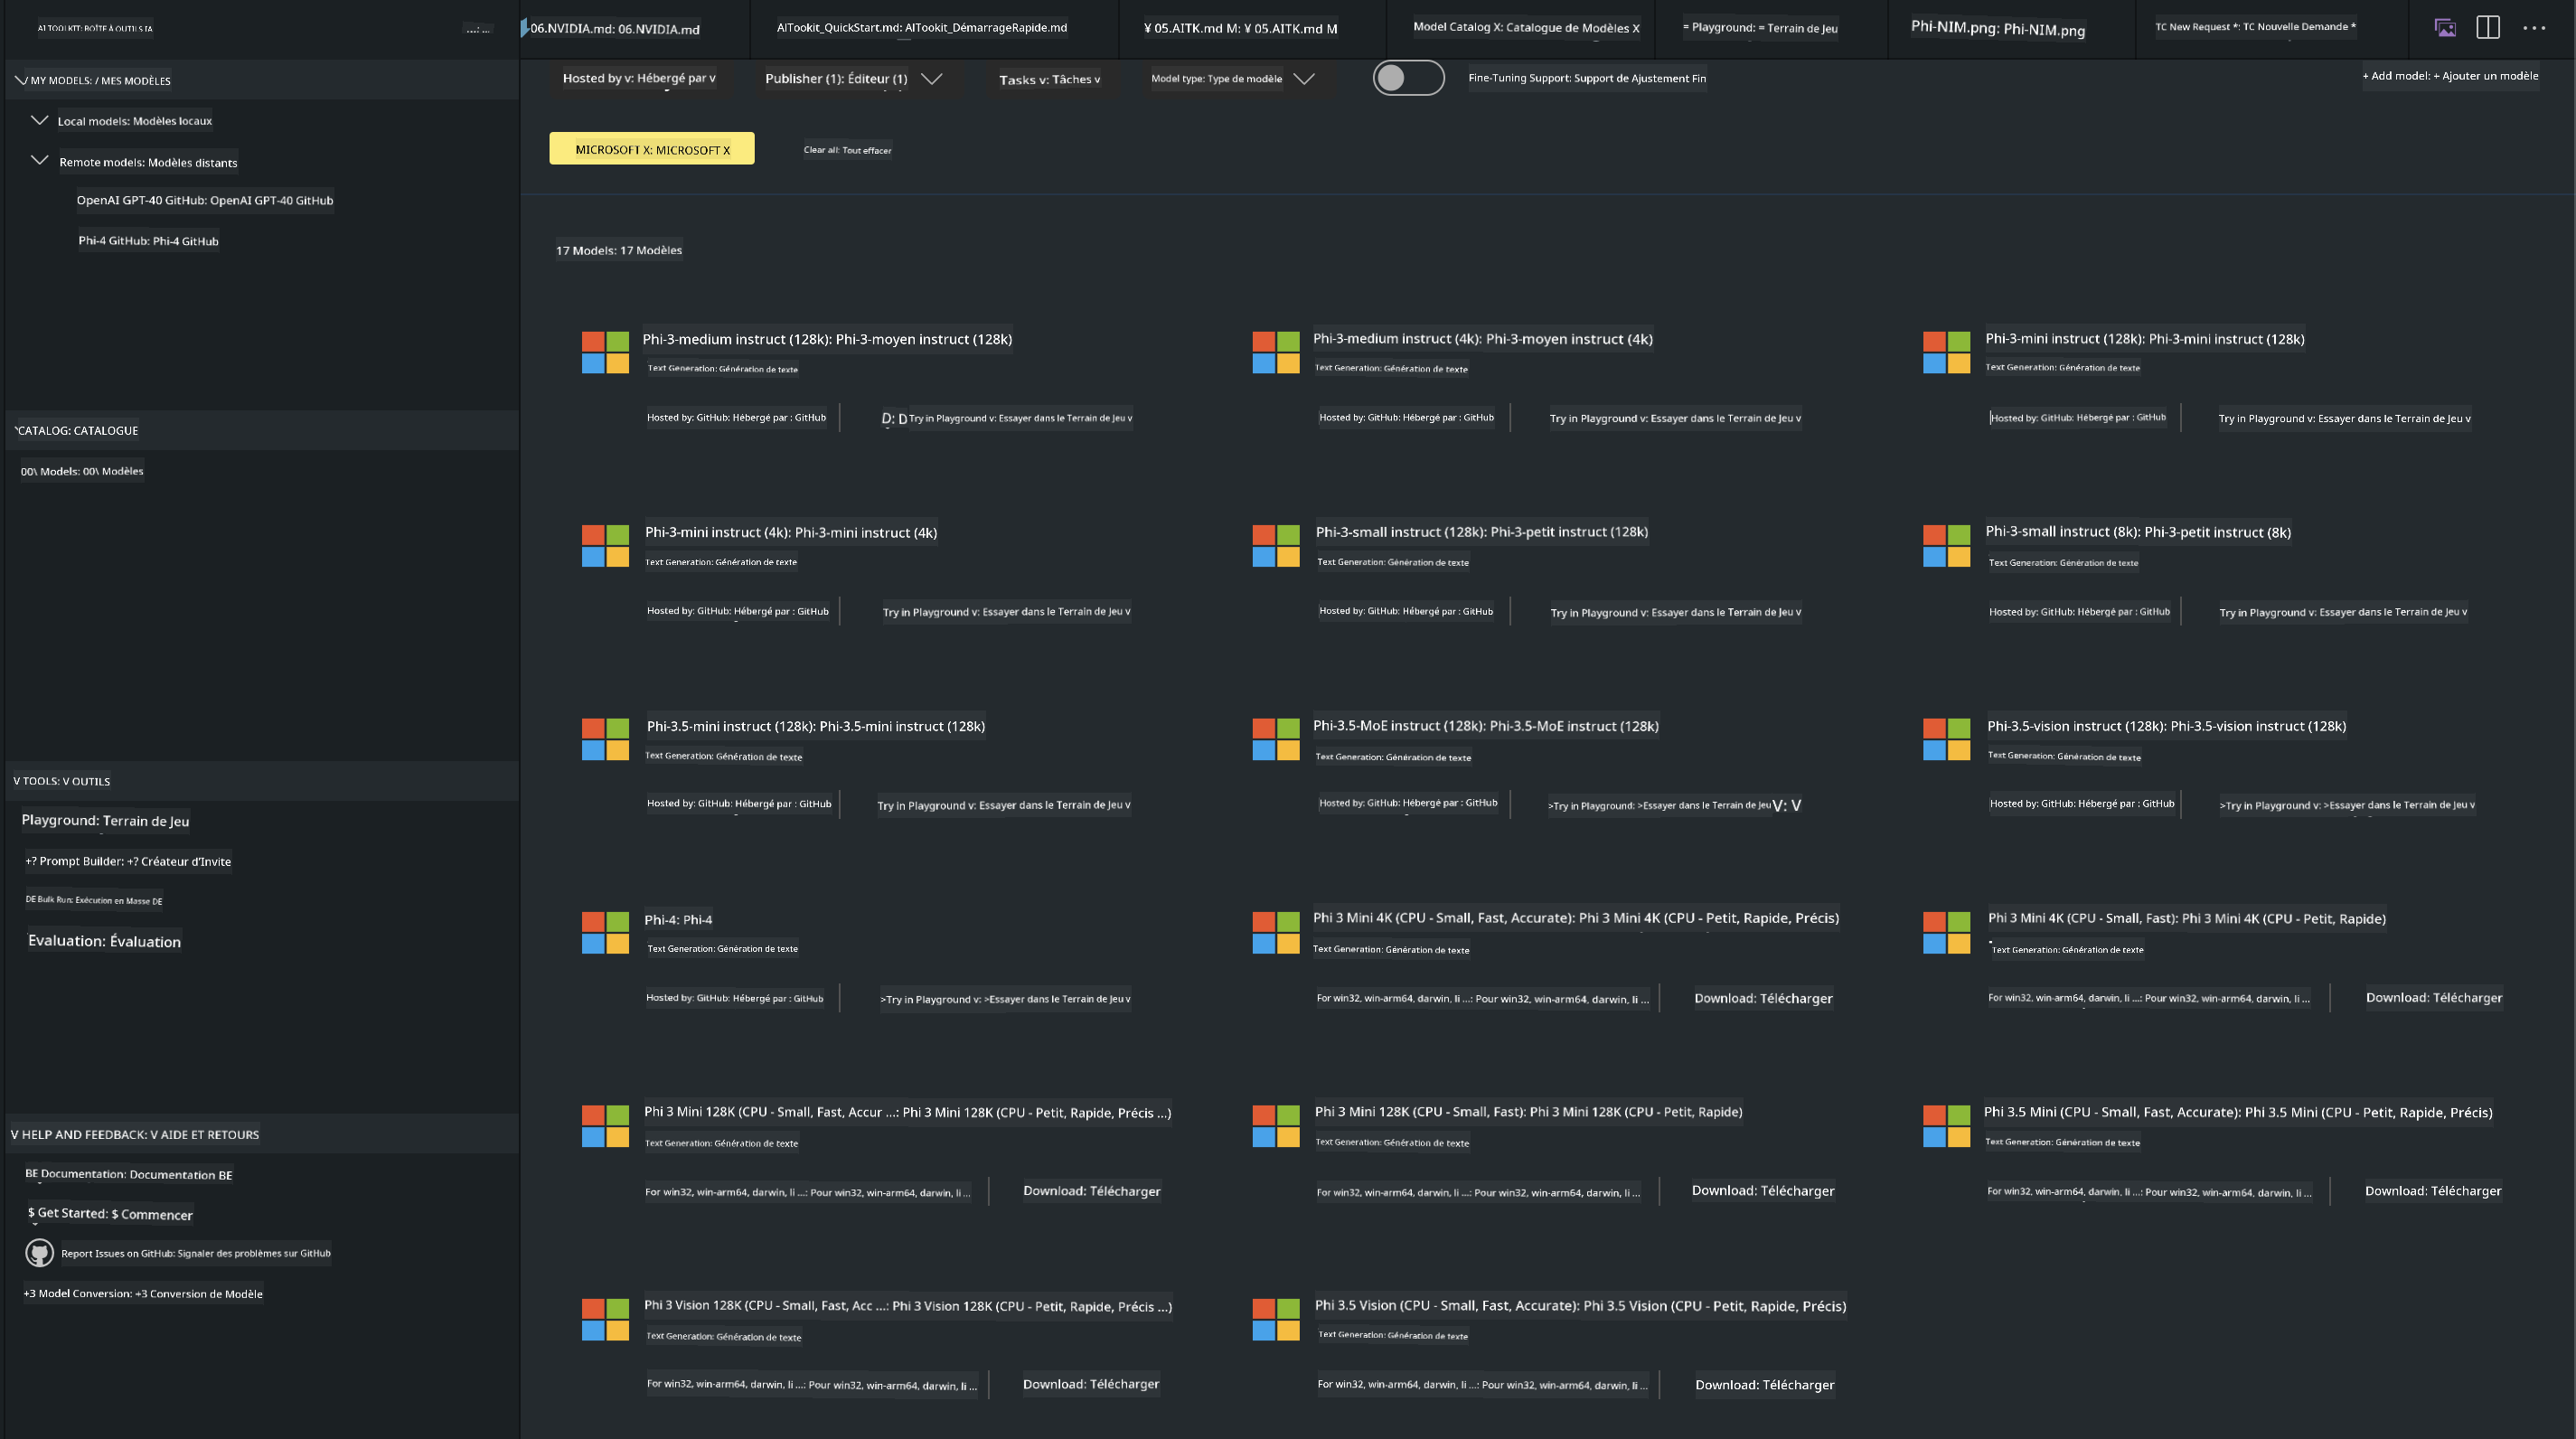 AI TOOLKIT: BOÎTE À OUTILS IA
06.NVIDIA.md: 06.NVIDIA.md
AITookit_QuickStart.md: AITookit_DémarrageRapide.md
¥ 05.AITK.md M: ¥ 05.AITK.md M
Model Catalog X: Catalogue de Modèles X
= Playground: = Terrain de Jeu
Phi-NIM.png: Phi-NIM.png
TC New Request *: TC Nouvelle Demande *
MY MODELS: / MES MODÈLES
Local models: Modèles locaux
Remote models: Modèles distants
OpenAI GPT-40 GitHub: OpenAI GPT-40 GitHub
Phi-4 GitHub: Phi-4 GitHub
`CATALOG: CATALOGUE
00\ Models: 00\ Modèles
V TOOLS: V OUTILS
Playground: Terrain de Jeu
+? Prompt Builder: +? Créateur d'Invite
DE Bulk Run: Exécution en Masse DE
Evaluation: Évaluation
V HELP AND FEEDBACK: V AIDE ET RETOURS
BE Documentation: Documentation BE
$ Get Started: $ Commencer
Report Issues on GitHub: Signaler des problèmes sur GitHub
+3 Model Conversion: +3 Conversion de Modèle
Hosted by v: Hébergé par v
Publisher (1): Éditeur (1)
Tasks v: Tâches v
Model type: Type de modèle
Fine-Tuning Support: Support de Ajustement Fin
+ Add model: + Ajouter un modèle
MICROSOFT X: MICROSOFT X
Clear all: Tout effacer
17 Models: 17 Modèles
Phi-3-medium instruct (128k): Phi-3-moyen instruct (128k)
Text Generation: Génération de texte
Hosted by: GitHub: Hébergé par : GitHub
D: D Try in Playground v: Essayer dans le Terrain de Jeu v
Phi-3-medium instruct (4k): Phi-3-moyen instruct (4k)
Text Generation: Génération de texte
Hosted by: GitHub: Hébergé par : GitHub
Try in Playground v: Essayer dans le Terrain de Jeu v
Phi-3-mini instruct (128k): Phi-3-mini instruct (128k)
Text Generation: Génération de texte
Hosted by: GitHub: Hébergé par : GitHub
Try in Playground v: Essayer dans le Terrain de Jeu v
Phi-3-mini instruct (4k): Phi-3-mini instruct (4k)
Text Generation: Génération de texte
Hosted by: GitHub: Hébergé par : GitHub
Try in Playground v: Essayer dans le Terrain de Jeu v
Phi-3-small instruct (128k): Phi-3-petit instruct (128k)
Text Generation: Génération de texte
Hosted by: GitHub: Hébergé par : GitHub
Try in Playground v: Essayer dans le Terrain de Jeu v
Phi-3-small instruct (8k): Phi-3-petit instruct (8k)
Text Generation: Génération de texte
Hosted by: GitHub: Hébergé par : GitHub
Try in Playground v: Essayer dans le Terrain de Jeu v
Phi-3.5-mini instruct (128k): Phi-3.5-mini instruct (128k)
Text Generation: Génération de texte
Hosted by: GitHub: Hébergé par : GitHub
Try in Playground v: Essayer dans le Terrain de Jeu v
Phi-3.5-MoE instruct (128k): Phi-3.5-MoE instruct (128k)
Text Generation: Génération de texte
Hosted by: GitHub: Hébergé par : GitHub
>Try in Playground: >Essayer dans le Terrain de Jeu V: V
Phi-3.5-vision instruct (128k): Phi-3.5-vision instruct (128k)
Text Generation: Génération de texte
Hosted by: GitHub: Hébergé par : GitHub
>Try in Playground v: >Essayer dans le Terrain de Jeu v
Phi-4: Phi-4
Text Generation: Génération de texte
Hosted by: GitHub: Hébergé par : GitHub
>Try in Playground v: >Essayer dans le Terrain de Jeu v
Phi 3 Mini 4K (CPU - Small, Fast, Accurate): Phi 3 Mini 4K (CPU - Petit, Rapide, Précis)
Text Generation: Génération de texte
For win32, win-arm64, darwin, li ...: Pour win32, win-arm64, darwin, li ...
Download: Télécharger
Phi 3 Mini 4K (CPU - Small, Fast): Phi 3 Mini 4K (CPU - Petit, Rapide)
Text Generation: Génération de texte
For win32, win-arm64, darwin, li ...: Pour win32, win-arm64, darwin, li ...
Download: Télécharger
Phi 3 Mini 128K (CPU - Small, Fast, Accur ...: Phi 3 Mini 128K (CPU - Petit, Rapide, Précis ...)
Text Generation: Génération de texte
For win32, win-arm64, darwin, li ...: Pour win32, win-arm64, darwin, li ...
Download: Télécharger
Phi 3 Mini 128K (CPU - Small, Fast): Phi 3 Mini 128K (CPU - Petit, Rapide)
Text Generation: Génération de texte
For win32, win-arm64, darwin, li ...: Pour win32, win-arm64, darwin, li ...
Download: Télécharger
Phi 3.5 Mini (CPU - Small, Fast, Accurate): Phi 3.5 Mini (CPU - Petit, Rapide, Précis)
Text Generation: Génération de texte
For win32, win-arm64, darwin, li ...: Pour win32, win-arm64, darwin, li ...
Download: Télécharger
Phi 3 Vision 128K (CPU - Small, Fast, Acc ...: Phi 3 Vision 128K (CPU - Petit, Rapide, Précis ...)
Text Generation: Génération de texte
For win32, win-arm64, darwin, li ...: Pour win32, win-arm64, darwin, li ...
Download: Télécharger
Phi 3.5 Vision (CPU - Small, Fast, Accurate): Phi 3.5 Vision (CPU - Petit, Rapide, Précis)
Text Generation: Génération de texte
For win32, win-arm64, darwin, li ...: Pour win32, win-arm64, darwin, li ...
Download: Télécharger